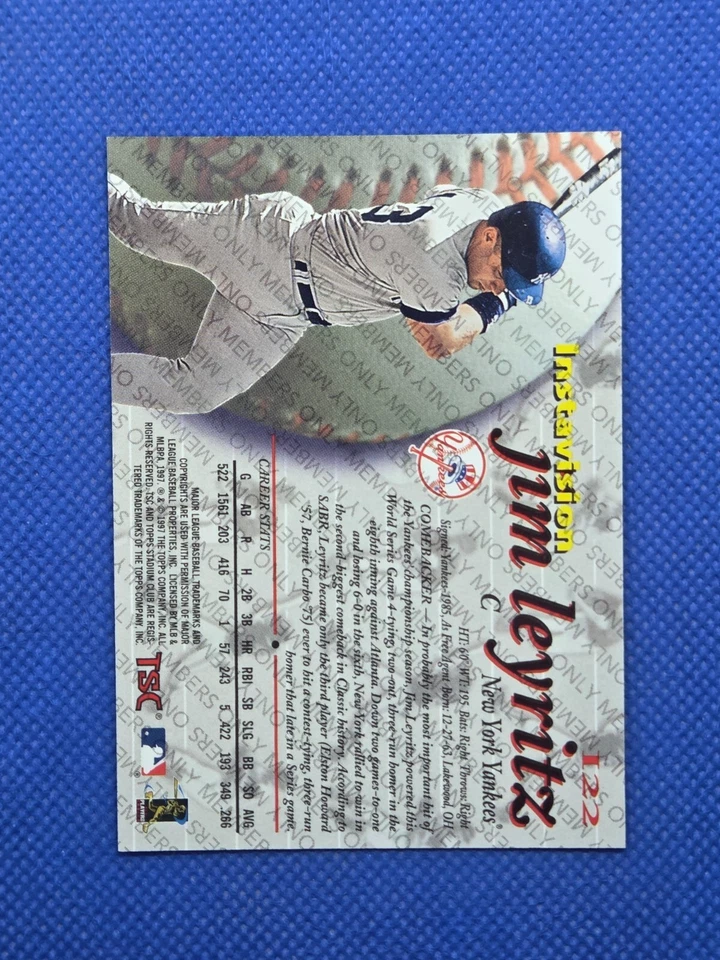 Instavision
I22
Jim Leyritz
C New York Yankees®
HT: 6'0" WT: 195 Bats: Right Throws: Right
Signed: Yankees-1985, As Free Agent Born: 12-27-63, Lakewood, OH
COMEBACKER — In probably the most important hit of
the Yankees championship season, Jim Leyritz powered this
World Series Game 4-tying, two-out, three-run homer in the
eighth inning against Atlanta. Down two games-to-one
and losing 6-0 in the sixth, New York rallied to win in
the second-biggest comeback in Classic history. According to
SABR, Leyritz became only the third player (Elston Howard
'57, Bernie Carbo '75) ever to hit a contest-tying, three-run
homer that late in a Series game.
Yankees
CAREER STATS
G AB R H 2B 3B HR RBI SB SLG BB SO AVG
522 1561 203 416 70 1 57 243 5 .422 193 349 .266
MAJOR LEAGUE BASEBALL TRADEMARKS AND
COPYRIGHTS ARE USED WITH PERMISSION OF MAJOR
LEAGUE BASEBALL PROPERTIES, INC. LICENSED BY MLB &
MLBPA, 1997. ® & © 1997 THE TOPPS COMPANY, INC. ALL
RIGHTS RESERVED. TSC AND TOPPS STADIUM CLUB ARE REGIS-
TERED TRADEMARKS OF THE TOPPS COMPANY, INC.
TSC®
MEMBERS ONLY